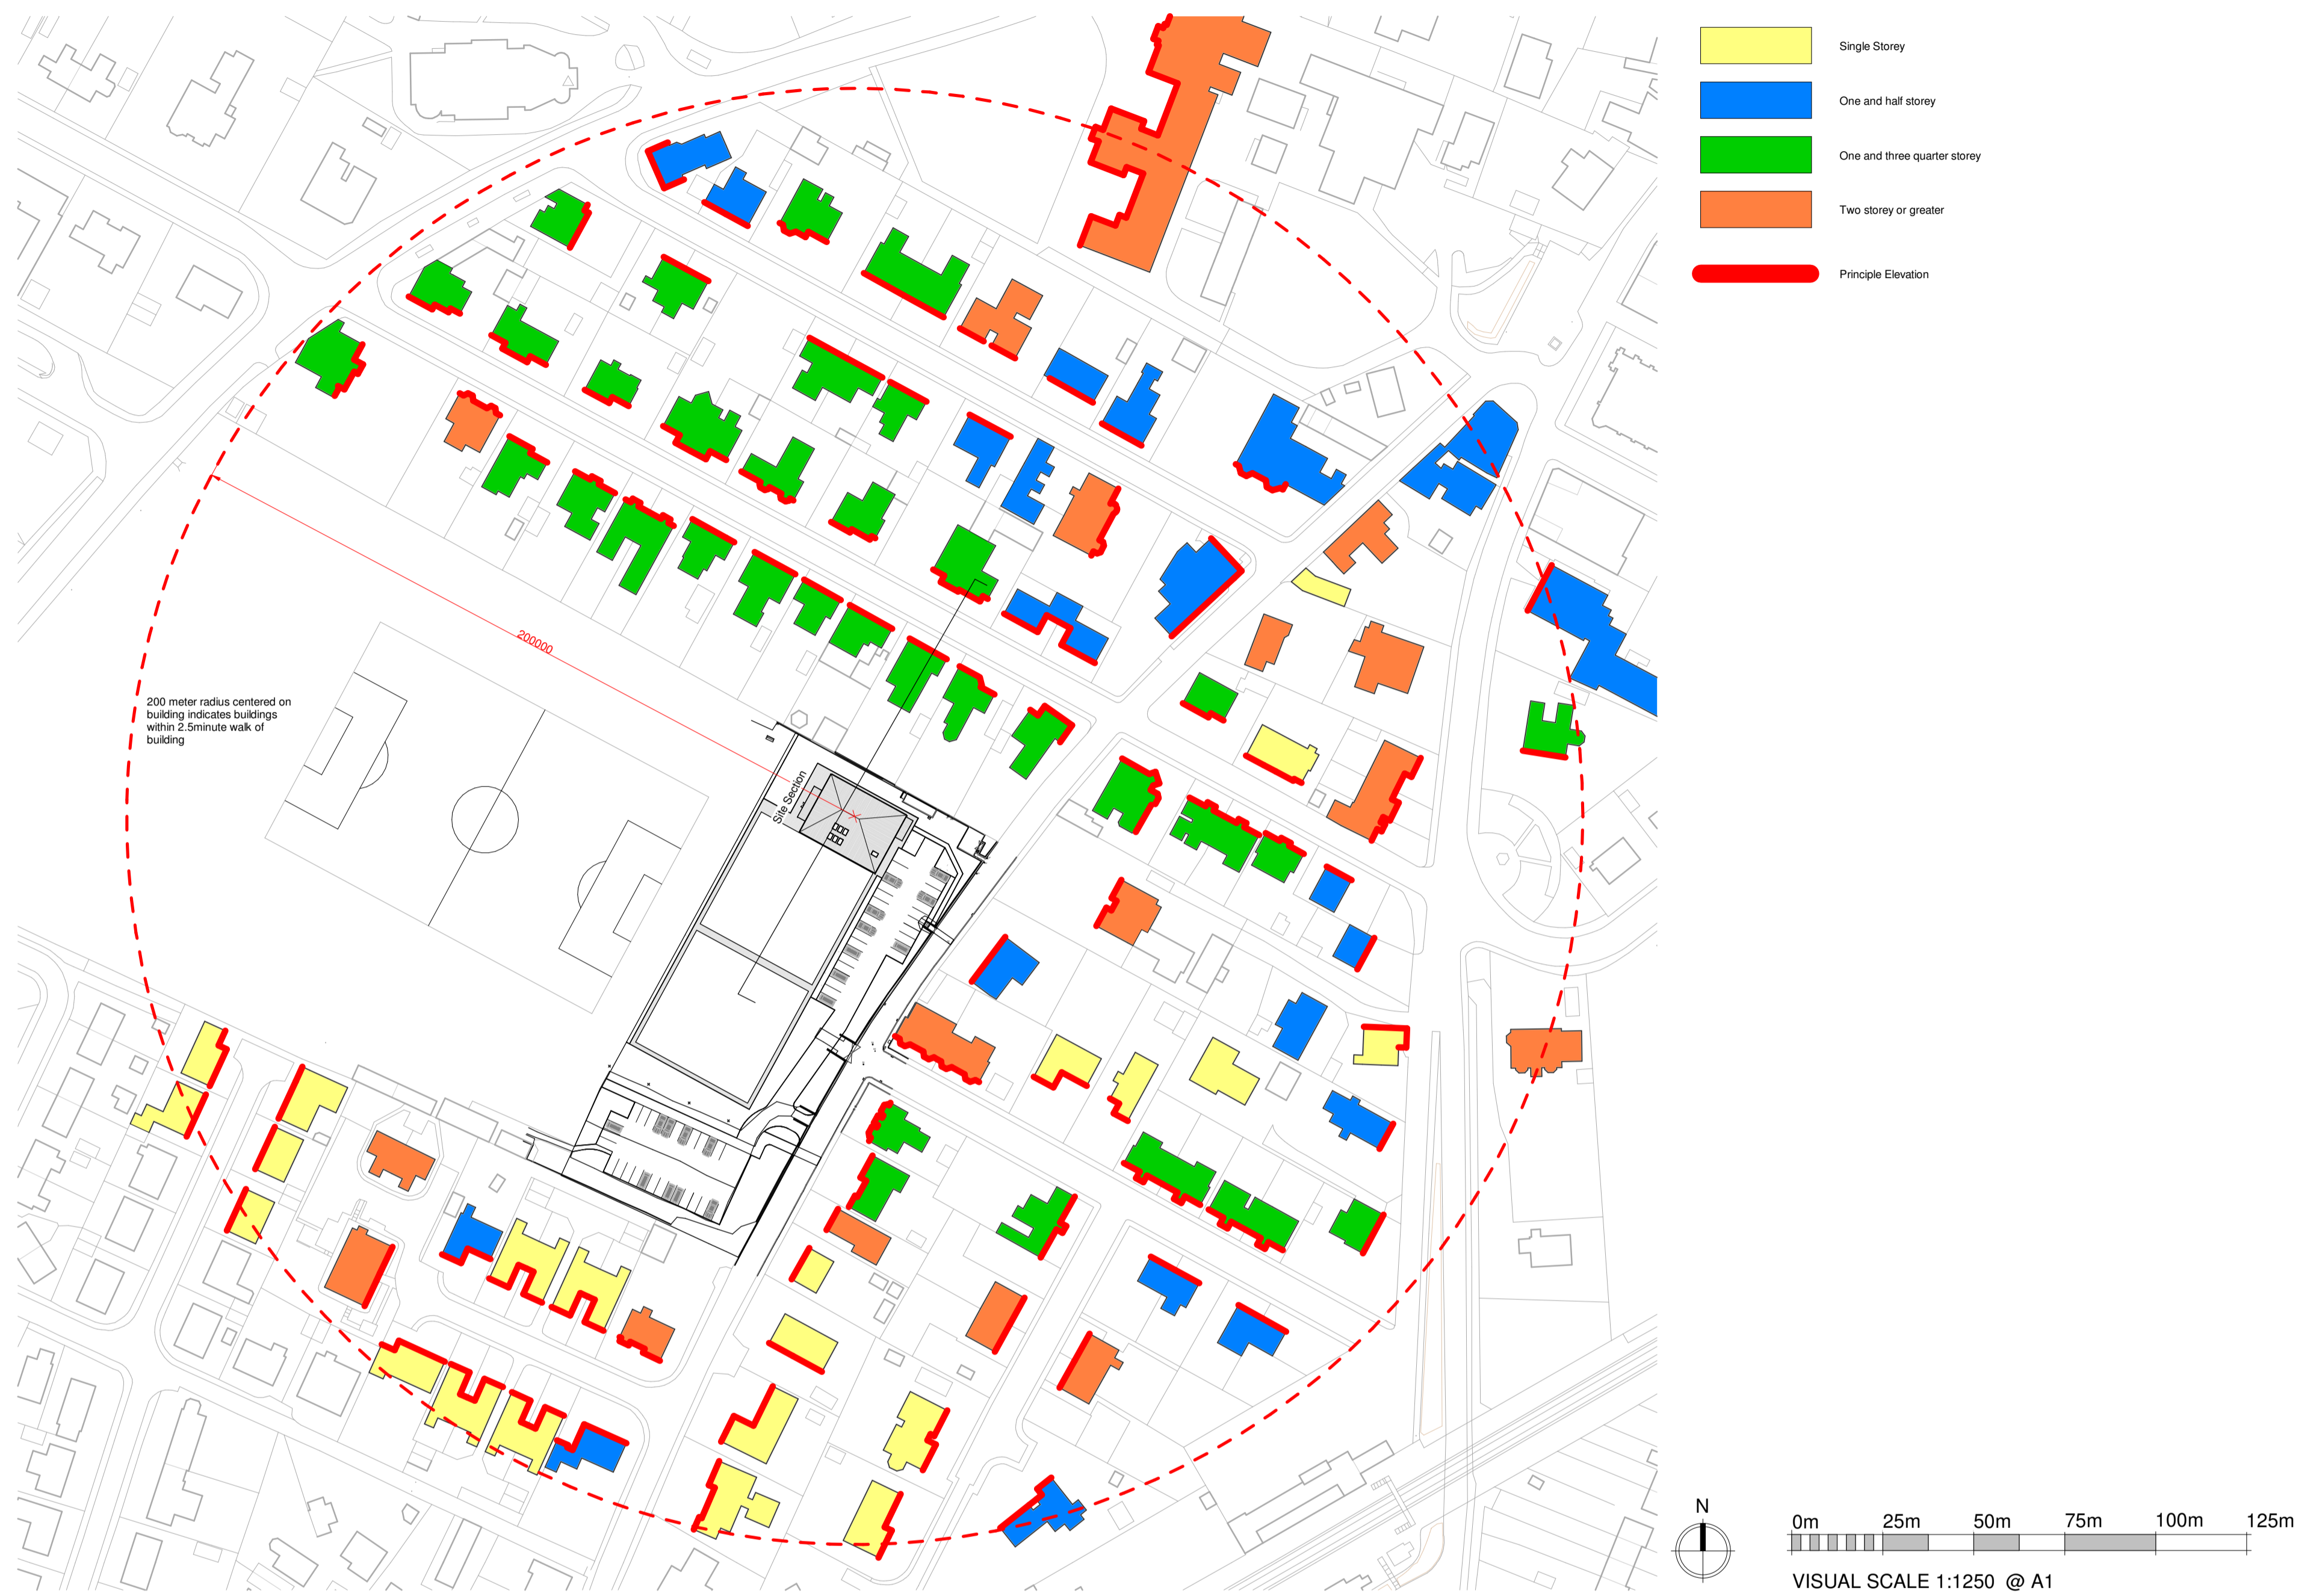 Single Storey
One and half storey
One and three quarter storey
Two storey or greater
Principle Elevation
200000
200 meter radius centered on
building indicates buildings
within 2.5minute walk of
building
Site Section
N
0m 25m 50m 75m 100m 125m
VISUAL SCALE 1:1250 @ A1